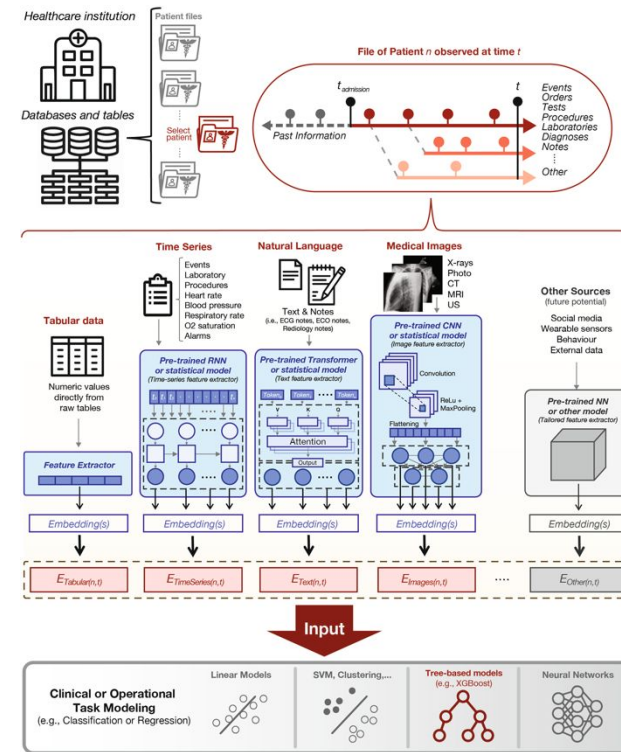 Healthcare institution
Patient files
Databases and tables
Select
patient
File of Patient n observed at time t
t admission
t
Past Information
Events
Orders
Tests
Procedures
Laboratories
Diagnoses
Notes
⋮
Other
Tabular data
Numeric values
directly from
raw tables
Feature Extractor
Embedding(s)
E Tabular(n,t)
Time Series
Events
Laboratory
Procedures
Heart rate
Blood pressure
Respiratory rate
O2 saturation
Alarms
Pre-trained RNN
or statistical model
(Time-series feature extractor)
Embedding(s)
E TimeSeries(n,t)
Natural Language
Text & Notes
(i.e., ECG notes, ECO notes,
Radiology notes)
Pre-trained Transformer
or statistical model
(Text feature extractor)
V K Q
Attention
Output
Embedding(s)
E Text(n,t)
Medical Images
X-rays
Photo
CT
MRI
US
Pre-trained CNN
or statistical model
(Image feature extractor)
Convolution
ReLu +
MaxPooling
Flattening
Embedding(s)
E Images(n,t)
....
Other Sources
(future potential)
Social media
Wearable sensors
Behaviour
External data
Pre-trained NN
or other model
(Tailored feature extractor)
Embedding(s)
E Other(n,t)
Input
Clinical or Operational
Task Modeling
(e.g., Classification or Regression)
Linear Models
SVM, Clustering,...
Tree-based models
(e.g., XGBoost)
Neural Networks